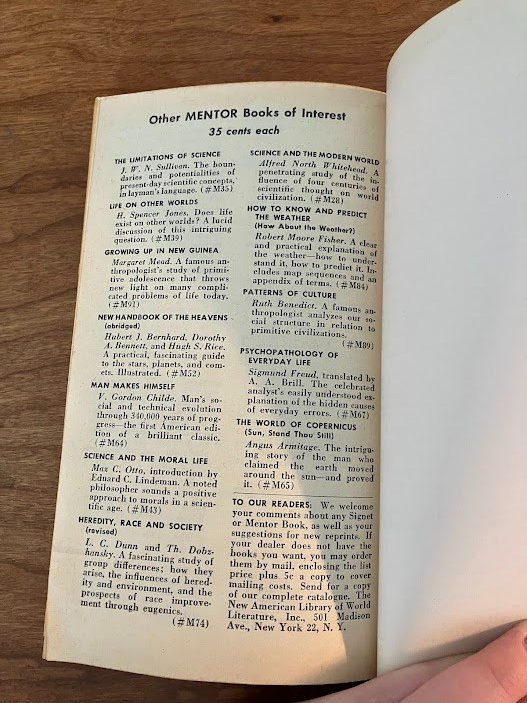 Other MENTOR Books of Interest
35 cents each
THE LIMITATIONS OF SCIENCE
J. W. N. Sullivan. The boun-
daries and potentialities of
present-day scientific concepts,
in layman's language. (#M35)
LIFE ON OTHER WORLDS
H. Spencer Jones. Does life
exist on other worlds? A lucid
discussion of this intriguing
question. (#M39)
GROWING UP IN NEW GUINEA
Margaret Mead. A famous an-
thropologist's study of primi-
tive adolescence that throws
new light on many compli-
cated problems of life today.
(#M91)
NEW HANDBOOK OF THE HEAVENS
(abridged)
Hubert J. Bernhard, Dorothy
A. Bennett, and Hugh S. Rice.
A practical, fascinating guide
to the stars, planets, and com-
ets. Illustrated. (#M52)
MAN MAKES HIMSELF
V. Gordon Childe. Man's so-
cial and technical evolution
through 340,000 years of prog-
ress—the first American edi-
tion of a brilliant classic.
(#M64)
SCIENCE AND THE MORAL LIFE
Max C. Otto, introduction by
Eduard C. Lindeman. A noted
philosopher sounds a positive
approach to morals in a scien-
tific age. (#M43)
HEREDITY, RACE AND SOCIETY
(revised)
L. C. Dunn and Th. Dobz-
hansky. A fascinating study of
group differences; how they
arise, the influences of hered-
ity and environment, and the
prospects of race improve-
ment through eugenics.
(#M74)
SCIENCE AND THE MODERN WORLD
Alfred North Whitehead. A
penetrating study of the in-
fluence of four centuries of
scientific thought on world
civilization. (#M28)
HOW TO KNOW AND PREDICT
THE WEATHER
(How About the Weather?)
Robert Moore Fisher. A clear
and practical explanation of
the weather—how to under-
stand it, how to predict it. In-
cludes map sequences and an
appendix of terms. (#M84)
PATTERNS OF CULTURE
Ruth Benedict. A famous an-
thropologist analyzes our so-
cial structure in relation to
primitive civilizations.
(#M89)
PSYCHOPATHOLOGY OF
EVERYDAY LIFE
Sigmund Freud, translated by
A. A. Brill. The celebrated
analyst's easily understood ex-
planation of the hidden causes
of everyday errors. (#M67)
THE WORLD OF COPERNICUS
(Sun, Stand Thou Still)
Angus Armitage. The intrigu-
ing story of the man who
claimed the earth moved
around the sun—and proved
it. (#M65)
TO OUR READERS: We welcome
your comments about any Signet
or Mentor Book, as well as your
suggestions for new reprints. If
your dealer does not have the
books you want, you may order
them by mail, enclosing the list
price plus 5c a copy to cover
mailing costs. Send for a copy
of our complete catalogue. The
New American Library of World
Literature, Inc., 501 Madison
Ave., New York 22, N. Y.